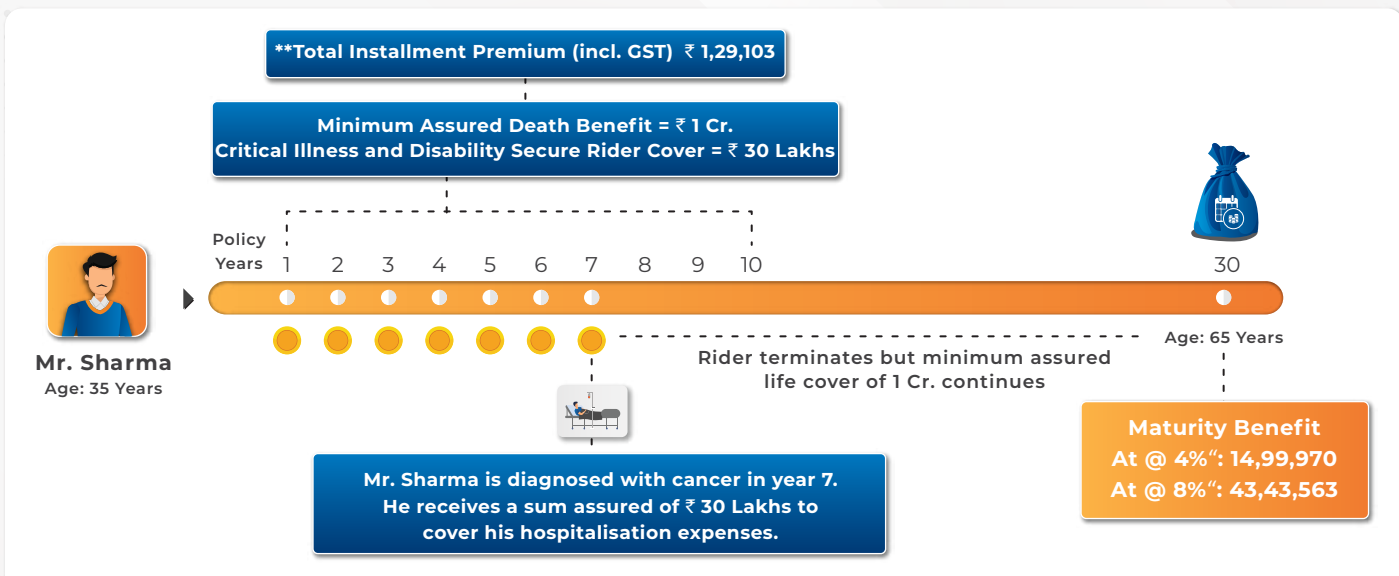 **Total Installment Premium (incl. GST) ₹ 1,29,103
Minimum Assured Death Benefit = ₹ 1 Cr.
Critical Illness and Disability Secure Rider Cover = ₹ 30 Lakhs
Policy
Years 1 2 3 4 5 6 7 8 9 10 30
Mr. Sharma
Age: 35 Years
Rider terminates but minimum assured
life cover of 1 Cr. continues
Age: 65 Years
Mr. Sharma is diagnosed with cancer in year 7.
He receives a sum assured of ₹ 30 Lakhs to
cover his hospitalisation expenses.
Maturity Benefit
At @ 4%“: 14,99,970
At @ 8%“: 43,43,563